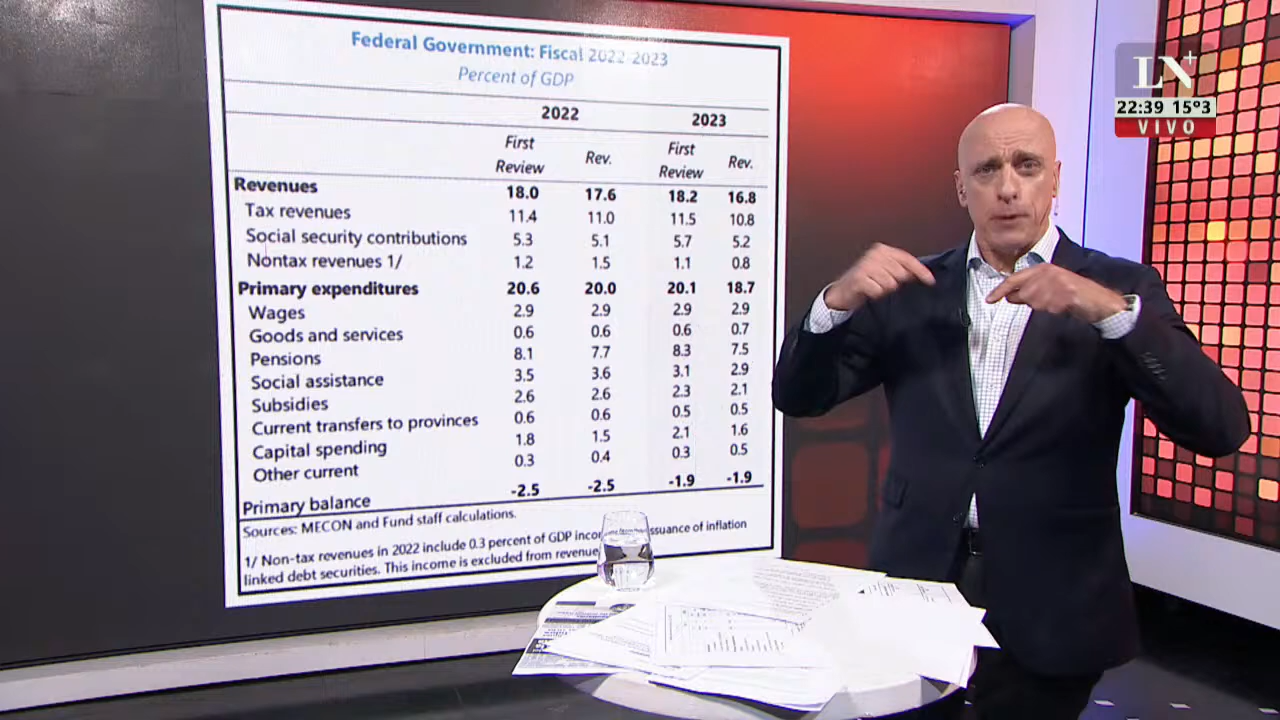 Federal Government: Fiscal 2022-2023
Percent of GDP
2022 2023
First Review Rev. First Review Rev.
Revenues 18.0 17.6 18.2 16.8
Tax revenues 11.4 11.0 11.5 10.8
Social security contributions 5.3 5.1 5.7 5.2
Nontax revenues 1/ 1.2 1.5 1.1 0.8
Primary expenditures 20.6 20.0 20.1 18.7
Wages 2.9 2.9 2.9 2.9
Goods and services 0.6 0.6 0.6 0.7
Pensions 8.1 7.7 8.3 7.5
Social assistance 3.5 3.6 3.1 2.9
Subsidies 2.6 2.6 2.3 2.1
Current transfers to provinces 0.6 0.6 0.5 0.5
Capital spending 1.8 1.5 2.1 1.6
Other current 0.3 0.4 0.3 0.5
Primary balance -2.5 -2.5 -1.9 -1.9
Sources: MECON and Fund staff calculations.
1/ Non-tax revenues in 2022 include 0.3 percent of GDP issuance of inflation
linked debt securities. This income is excluded from
LN+
22:39 15°3
VIVO